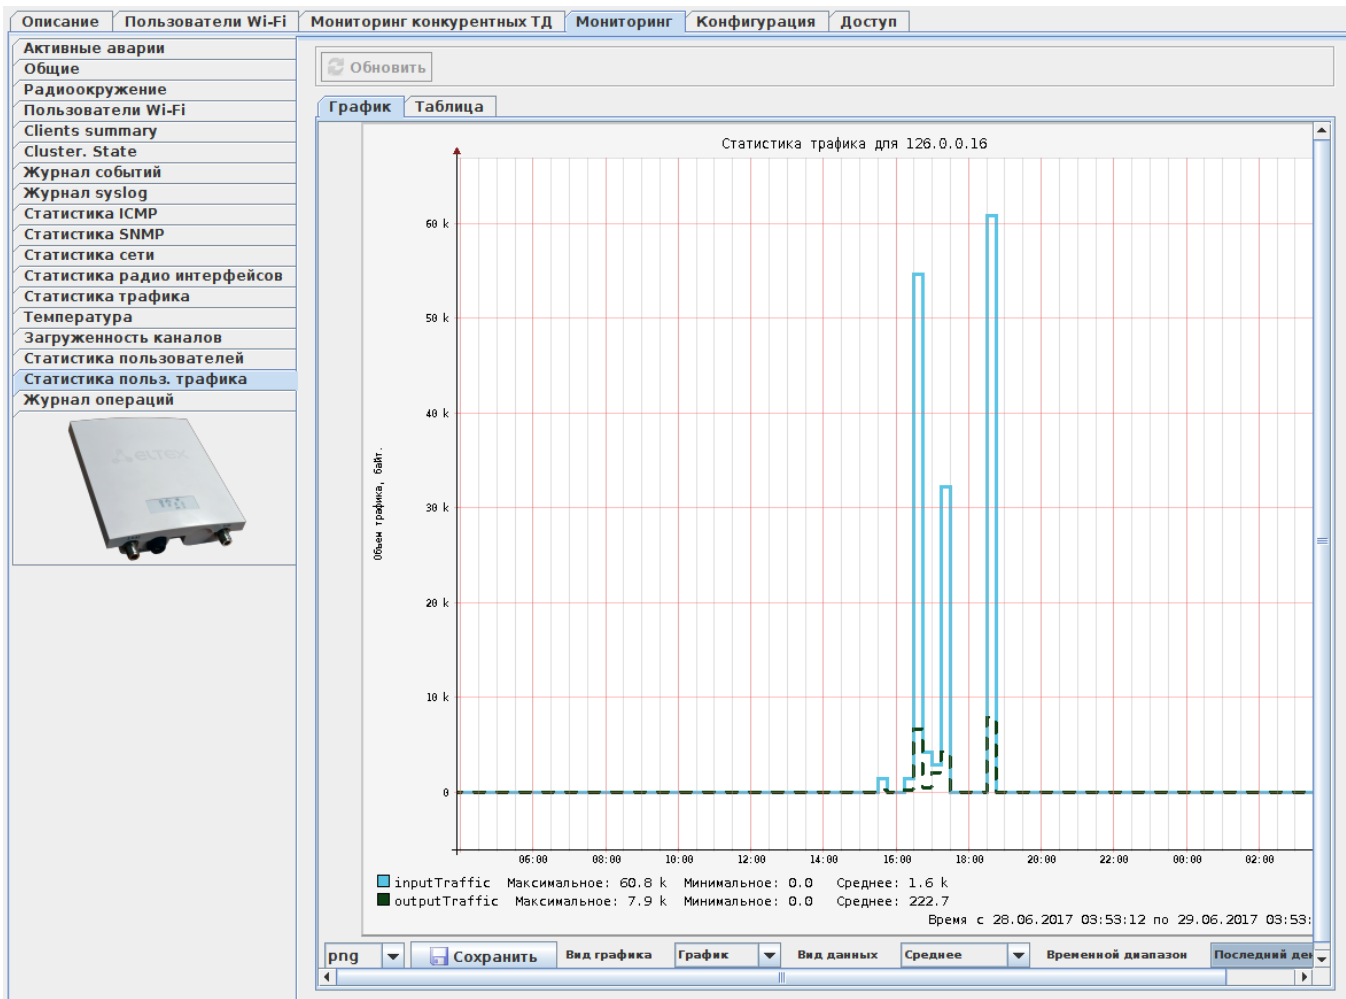 Описание Пользователи Wi-Fi Мониторинг конкурентных ТД Мониторинг Конфигурация Доступ
Активные аварии
Общие
Радиоокружение
Пользователи Wi-Fi
Clients summary
Cluster. State
Журнал событий
Журнал syslog
Статистика ICMP
Статистика SNMP
Статистика сети
Статистика радио интерфейсов
Статистика трафика
Температура
Загруженность каналов
Статистика пользователей
Статистика польз. трафика
Журнал операций
ELTEX
Обновить
График Таблица
Статистика трафика для 126.0.0.16
Объем трафика, байт.
60 k
50 k
40 k
30 k
20 k
10 k
0
06:00 08:00 10:00 12:00 14:00 16:00 18:00 20:00 22:00 00:00 02:00
inputTraffic Максимальное: 60.8 k Минимальное: 0.0 Среднее: 1.6 k
outputTraffic Максимальное: 7.9 k Минимальное: 0.0 Среднее: 222.7
Время с 28.06.2017 03:53:12 по 29.06.2017 03:53:
png Сохранить Вид графика График Вид данных Среднее Временной диапазон Последний ден